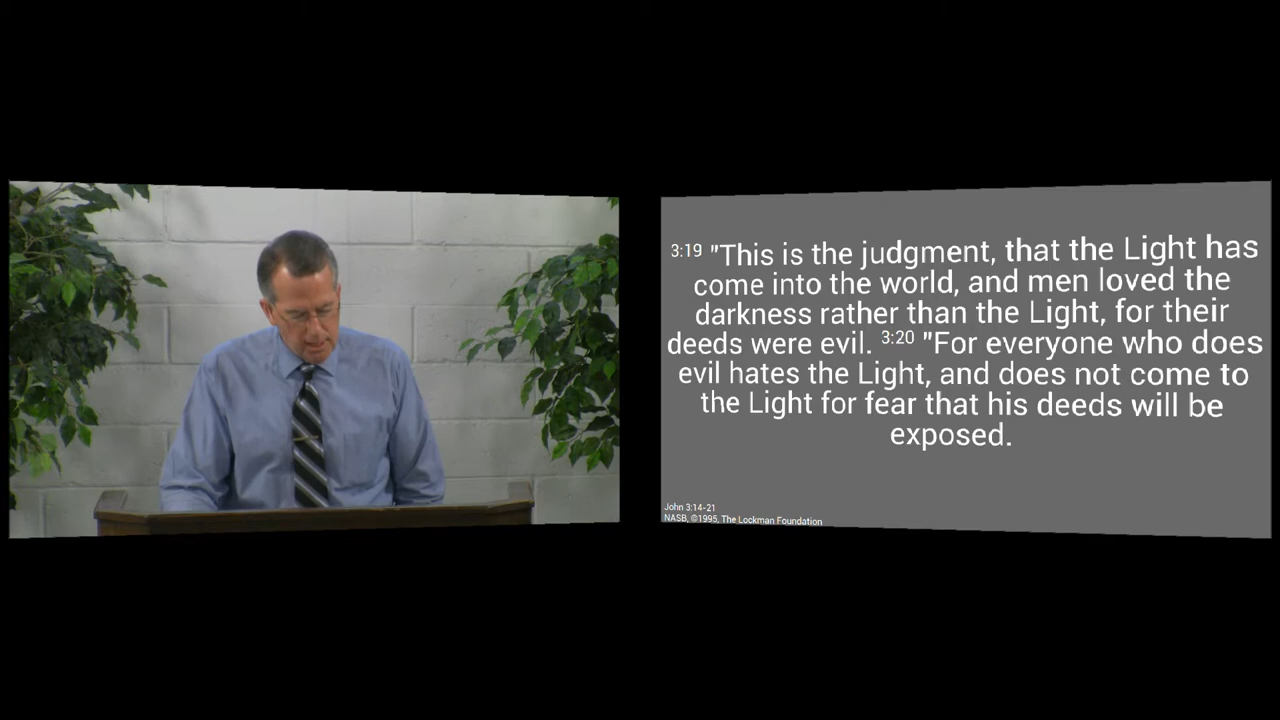 3:19 "This is the judgment, that the Light has
come into the world, and men loved the
darkness rather than the Light, for their
deeds were evil. 3:20 "For everyone who does
evil hates the Light, and does not come to
the Light for fear that his deeds will be
exposed.
John 3:14-21
NASB, ©1995, The Lockman Foundation